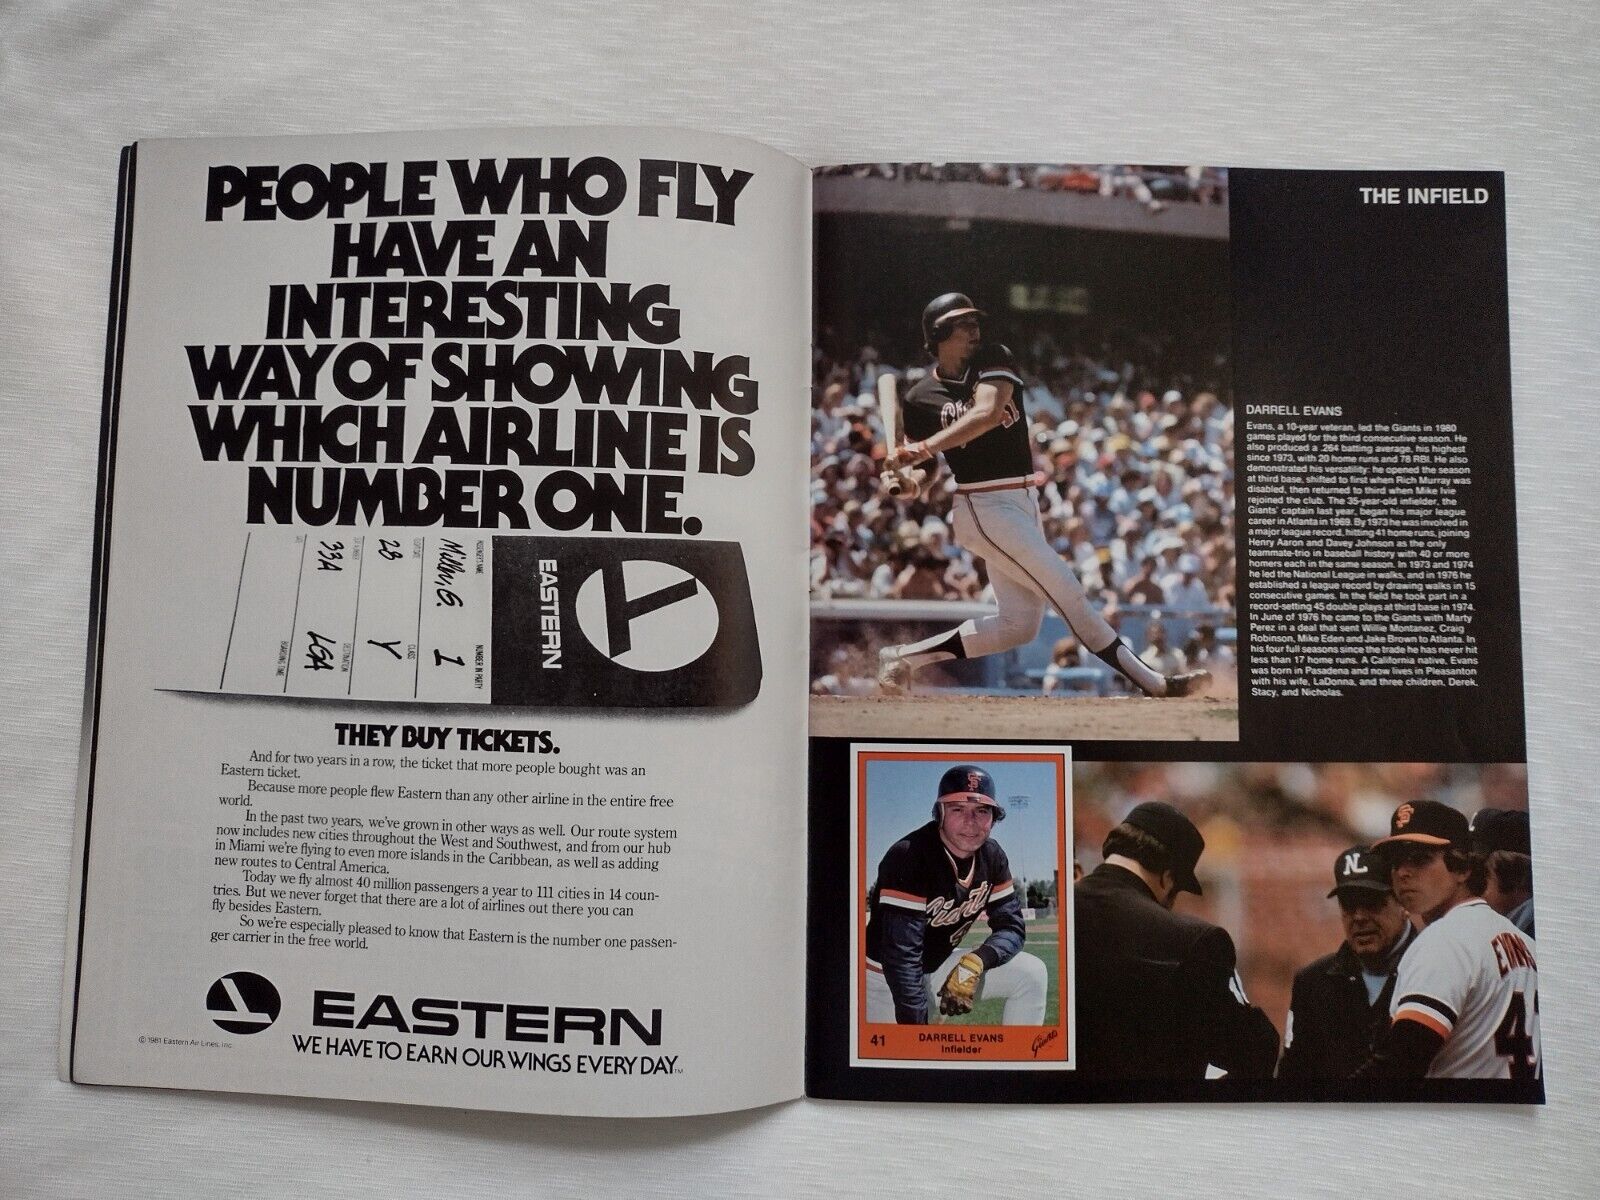 PEOPLE WHO FLY
HAVE AN
INTERESTING
WAY OF SHOWING
WHICH AIRLINE IS
NUMBER ONE.
PASSENGER'S NAME
Miller, G.
NUMBER IN PARTY
1
28
CLASS
Y
33A
DESTINATION
LGA
BOARDING TIME
EASTERN
THEY BUY TICKETS.
And for two years in a row, the ticket that more people bought was an
Eastern ticket.
Because more people flew Eastern than any other airline in the entire free
world.
In the past two years, we've grown in other ways as well. Our route system
now includes new cities throughout the West and Southwest, and from our hub
in Miami we're flying to even more islands in the Caribbean, as well as adding
new routes to Central America.
Today we fly almost 40 million passengers a year to 111 cities in 14 coun-
tries. But we never forget that there are a lot of airlines out there you can
fly besides Eastern.
So we're especially pleased to know that Eastern is the number one passen-
ger carrier in the free world.
EASTERN
WE HAVE TO EARN OUR WINGS EVERY DAY.™
© 1981 Eastern Air Lines, Inc.
THE INFIELD
DARRELL EVANS
Evans, a 10-year veteran, led the Giants in 1980
games played for the third consecutive season. He
also produced a .264 batting average, his highest
since 1973, with 20 home runs and 78 RBI. He also
demonstrated his versatility: he opened the season
at third base, shifted to first when Rich Murray was
disabled, then returned to third when Mike Ivie
rejoined the club. The 35-year-old infielder, the
Giants' captain last year, began his major league
career in Atlanta in 1969. By 1973 he was involved in
a major league record, hitting 41 home runs, joining
Henry Aaron and Davey Johnson as the only
teammate-trio in baseball history with 40 or more
homers each in the same season. In 1973 and 1974
he led the National League in walks, and in 1976 he
established a league record by drawing walks in 15
consecutive games. In the field he took part in a
record-setting 45 double plays at third base in 1974.
In June of 1976 he came to the Giants with Marty
Perez in a deal that sent Willie Montanez, Craig
Robinson, Mike Eden and Jake Brown to Atlanta. In
his four full seasons since the trade he has never hit
less than 17 home runs. A California native, Evans
was born in Pasadena and now lives in Pleasanton
with his wife, LaDonna, and three children, Derek,
Stacy, and Nicholas.
SF
Giants
41
DARRELL EVANS
Infielder
Giants
NL
SF
EVANS